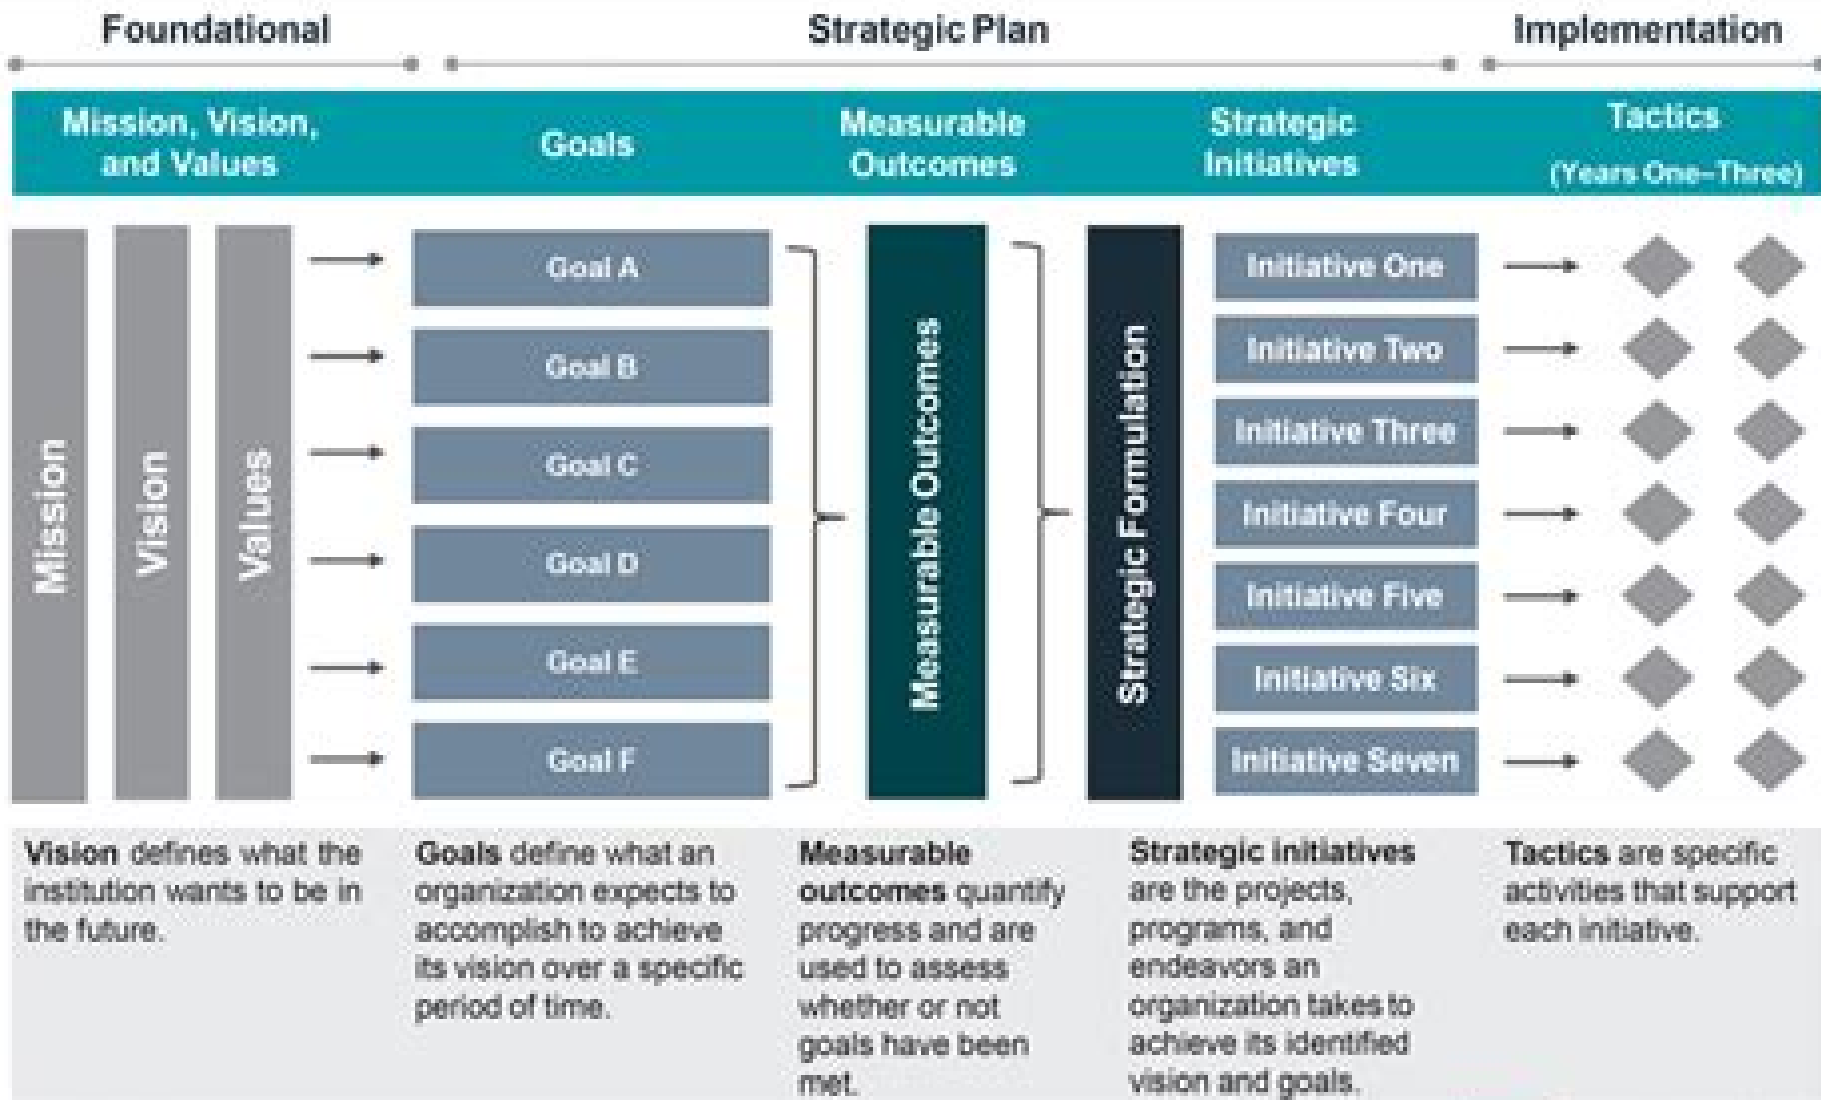 Foundational
Strategic Plan
Implementation
Mission, Vision,
and Values
Goals
Measurable
Outcomes
Strategic
Initiatives
Tactics
(Years One–Three)
Mission
Vision
Values
Goal A
Goal B
Goal C
Goal D
Goal E
Goal F
Measurable Outcomes
Strategic Formulation
Initiative One
Initiative Two
Initiative Three
Initiative Four
Initiative Five
Initiative Six
Initiative Seven
Vision defines what the
institution wants to be in
the future.
Goals define what an
organization expects to
accomplish to achieve
its vision over a specific
period of time.
Measurable
outcomes quantify
progress and are
used to assess
whether or not
goals have been
met.
Strategic initiatives
are the projects,
programs, and
endeavors an
organization takes to
achieve its identified
vision and goals.
Tactics are specific
activities that support
each initiative.